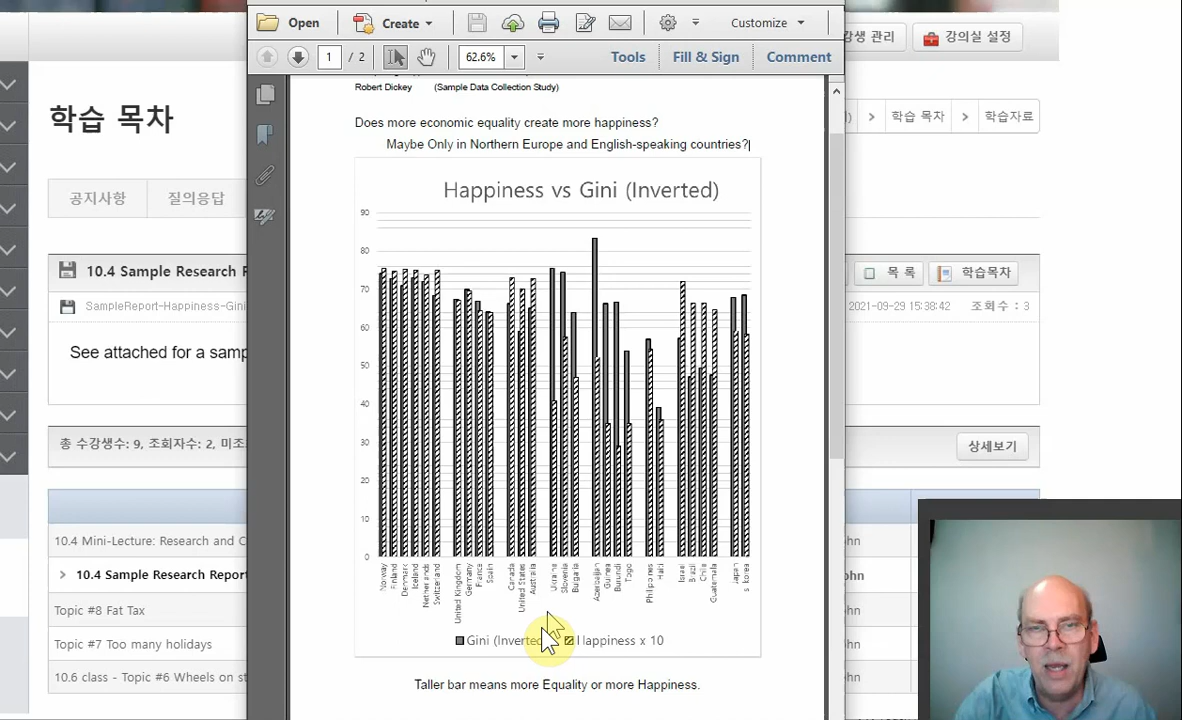 Open
Create
Customize
1 / 2
62.6%
Tools
Fill & Sign
Comment
강생 관리
강의실 설정
학습 목차
학습 목차
학습자료
공지사항
질의응답
10.4 Sample Research R
목 록
학습목차
SampleReport-Happiness-Gini
2021-09-29 15:38:42
조회수 : 3
See attached for a samp
총 수강생수: 9, 조회자수: 2, 미조
상세보기
10.4 Mini-Lecture: Research and C
ohn
10.4 Sample Research Report
ohn
Topic #8 Fat Tax
ohn
Topic #7 Too many holidays
ohn
10.6 class - Topic #6 Wheels on st
ohn
Robert Dickey (Sample Data Collection Study)
Does more economic equality create more happiness?
Maybe Only in Northern Europe and English-speaking countries?
Happiness vs Gini (Inverted)
90
80
70
60
50
40
30
20
10
0
Norway
Finland
Denmark
Iceland
Netherlands
Switzerland
United Kingdom
Germany
France
Spain
Canada
United States
Australia
Ukraine
Slovenia
Bulgaria
Azerbaijan
Guinea
Burundi
Togo
Philippines
Haiti
Israel
Brazil
Chile
Guatemala
Japan
S Korea
Gini (Inverte
Happiness x 10
Taller bar means more Equality or more Happiness.